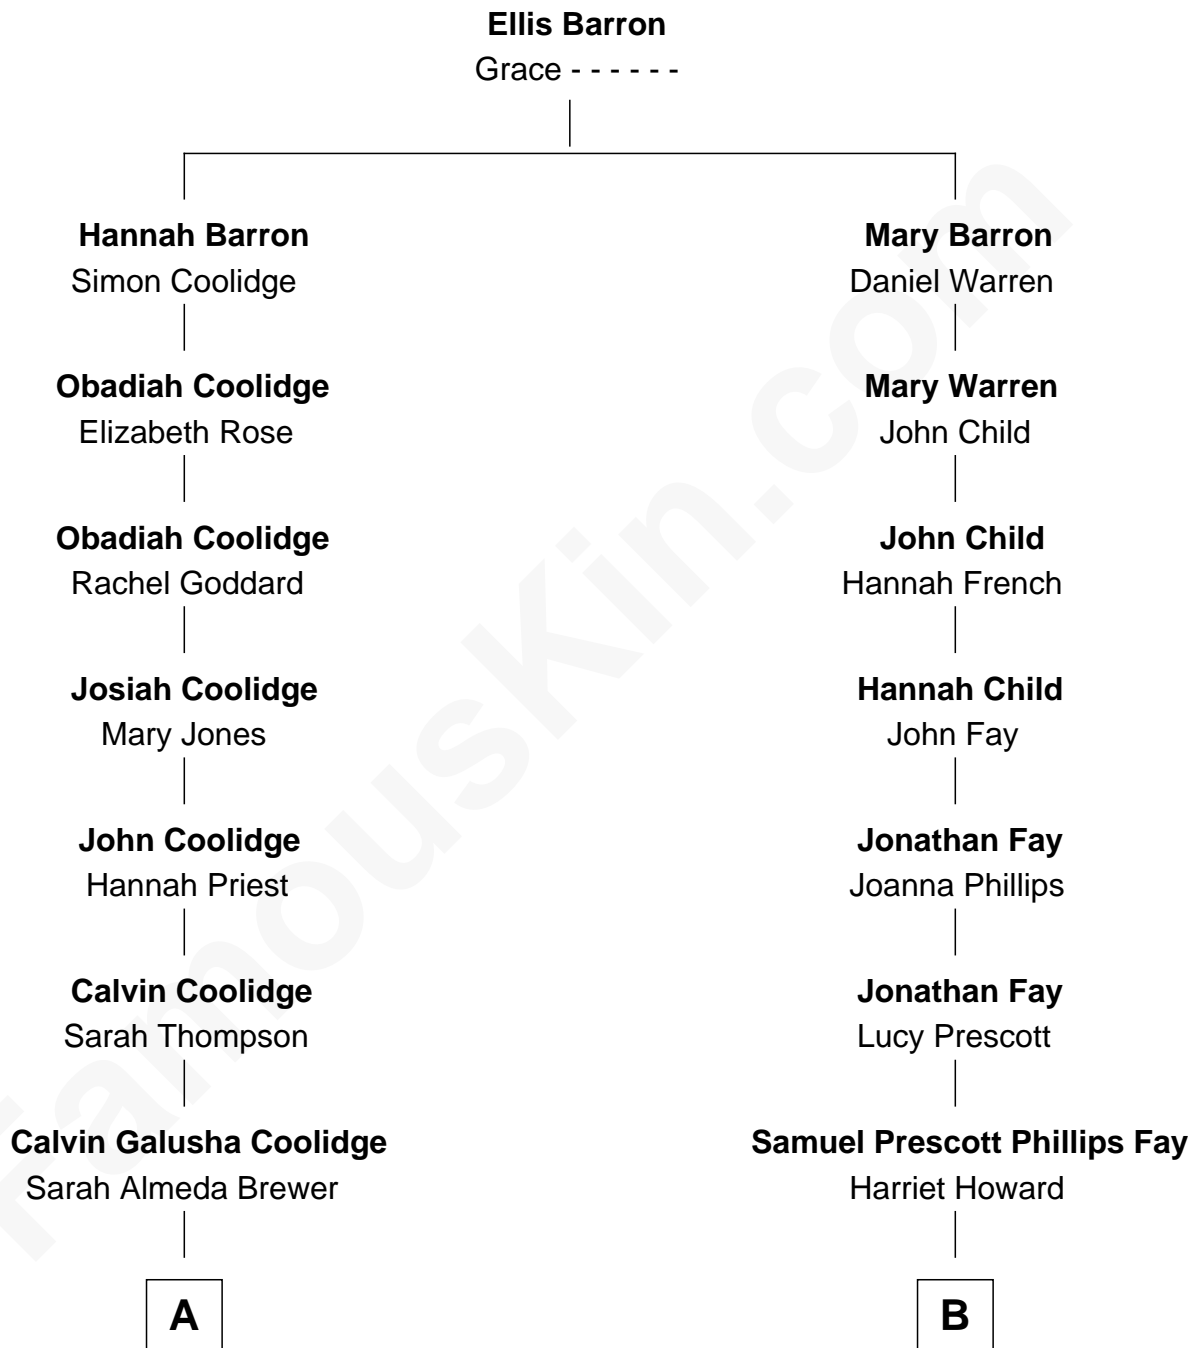 Ellis Barron
Grace - - - - - -
Hannah Barron
Simon Coolidge
Mary Barron
Daniel Warren
Obadiah Coolidge
Elizabeth Rose
Mary Warren
John Child
Obadiah Coolidge
Rachel Goddard
John Child
Hannah French
Josiah Coolidge
Mary Jones
Hannah Child
John Fay
John Coolidge
Hannah Priest
Jonathan Fay
Joanna Phillips
Calvin Coolidge
Sarah Thompson
Jonathan Fay
Lucy Prescott
Calvin Galusha Coolidge
Sarah Almeda Brewer
Samuel Prescott Phillips Fay
Harriet Howard
A
B
FamousKin.com